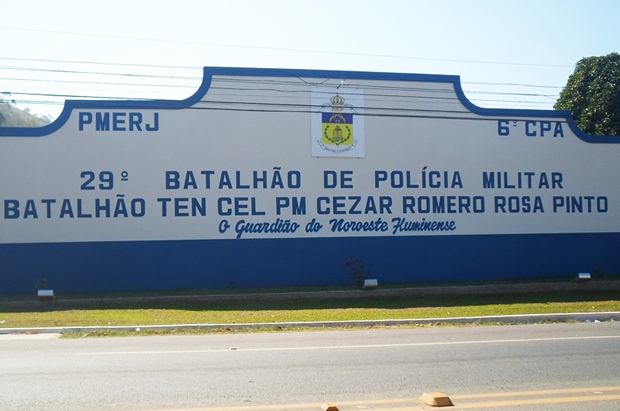 PMERJ
6º CPA
29º BATALHÃO DE POLÍCIA MILITAR
BATALHÃO TEN CEL PM CEZAR ROMERO ROSA PINTO
O Guardião do Noroeste Fluminense